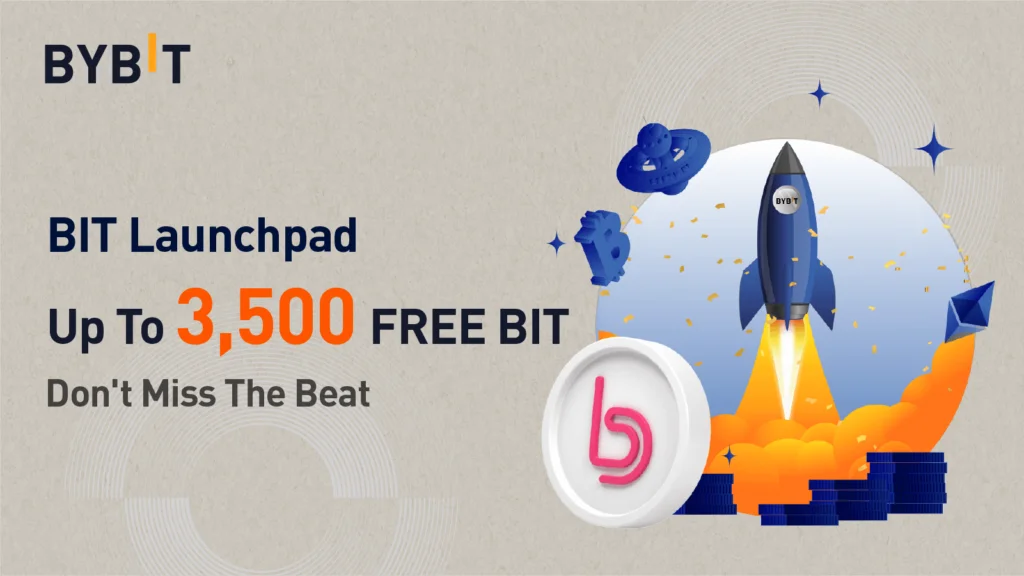 BYBIT
BIT Launchpad
Up To 3,500 FREE BIT
Don't Miss The Beat
BYBIT